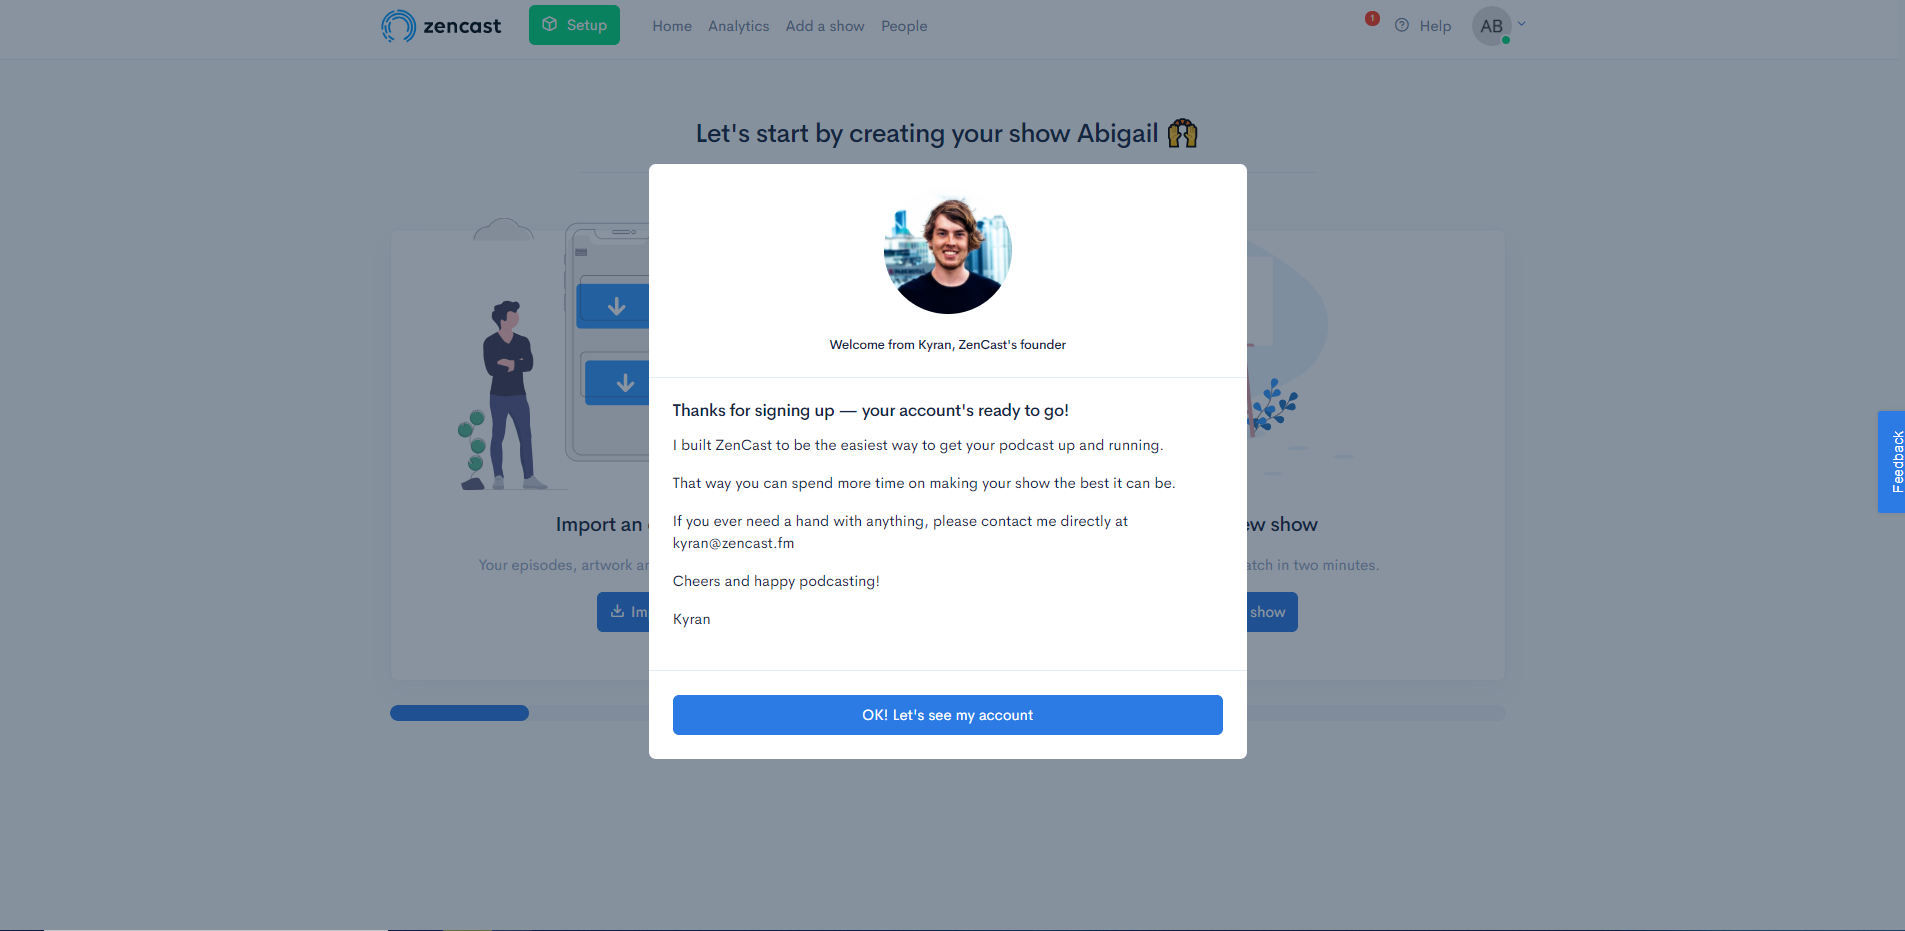 zencast
Setup
Home
Analytics
Add a show
People
1
Help
AB
Let's start by creating your show Abigail
Welcome from Kyran, ZenCast's founder
Thanks for signing up — your account's ready to go!
I built ZenCast to be the easiest way to get your podcast up and running.
That way you can spend more time on making your show the best it can be.
If you ever need a hand with anything, please contact me directly at
kyran@zencast.fm
Cheers and happy podcasting!
Kyran
OK! Let's see my account
Import an
show
Your episodes, artwork
in two minutes.
show
Feedback